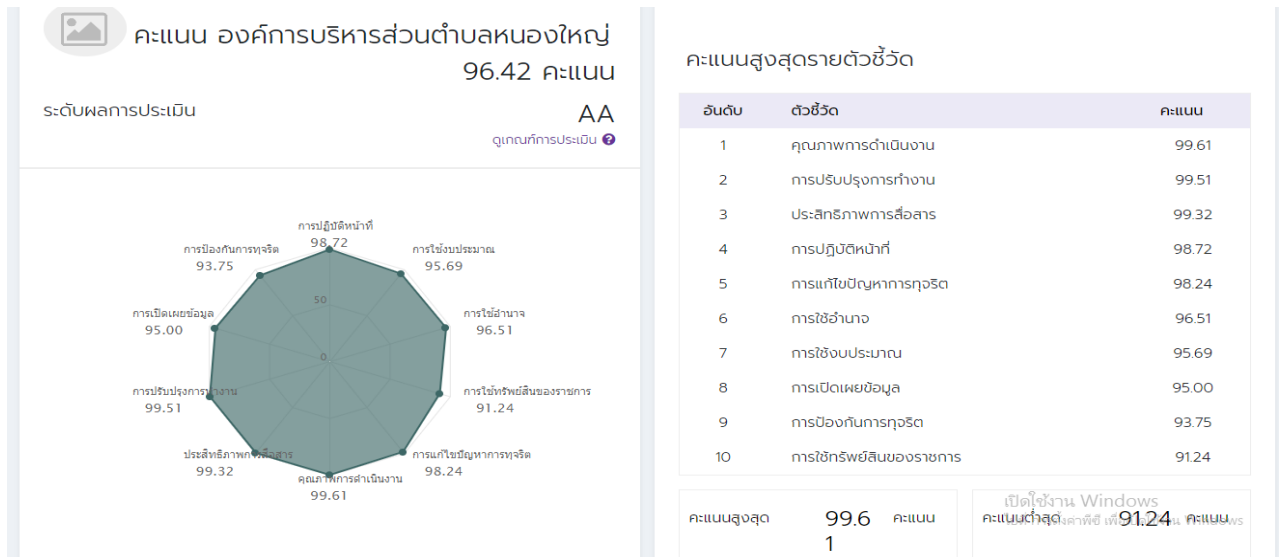 คะแนน องค์การบริหารส่วนตำบลหนองใหญ่
96.42 คะแนน
ระดับผลการประเมิน
AA
ดูเกณฑ์การประเมิน
การปฏิบัติหน้าที่
98.72
การป้องกันการทุจริต
93.75
การใช้งบประมาณ
95.69
50
การเปิดเผยข้อมูล
95.00
การใช้อำนาจ
96.51
0
การปรับปรุงการทำงาน
99.51
การใช้ทรัพย์สินของราชการ
91.24
ประสิทธิภาพการสื่อสาร
99.32
การแก้ไขปัญหาการทุจริต
98.24
คุณภาพการดำเนินงาน
99.61
คะแนนสูงสุดรายตัวชี้วัด
อันดับ ตัวชี้วัด คะแนน
1 คุณภาพการดำเนินงาน 99.61
2 การปรับปรุงการทำงาน 99.51
3 ประสิทธิภาพการสื่อสาร 99.32
4 การปฏิบัติหน้าที่ 98.72
5 การแก้ไขปัญหาการทุจริต 98.24
6 การใช้อำนาจ 96.51
7 การใช้งบประมาณ 95.69
8 การเปิดเผยข้อมูล 95.00
9 การป้องกันการทุจริต 93.75
10 การใช้ทรัพย์สินของราชการ 91.24
คะแนนสูงสุด 99.6 คะแนน
1
คะแนนต่ำสุด 91.24 คะแนน
เปิดใช้งาน Windows